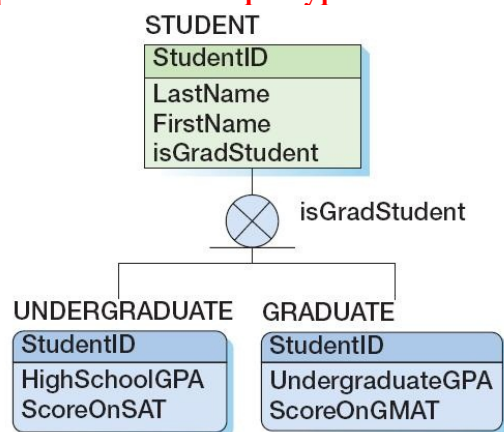 STUDENT
StudentID
LastName
FirstName
isGradStudent
isGradStudent
UNDERGRADUATE
StudentID
HighSchoolGPA
ScoreOnSAT
GRADUATE
StudentID
UndergraduateGPA
ScoreOnGMAT